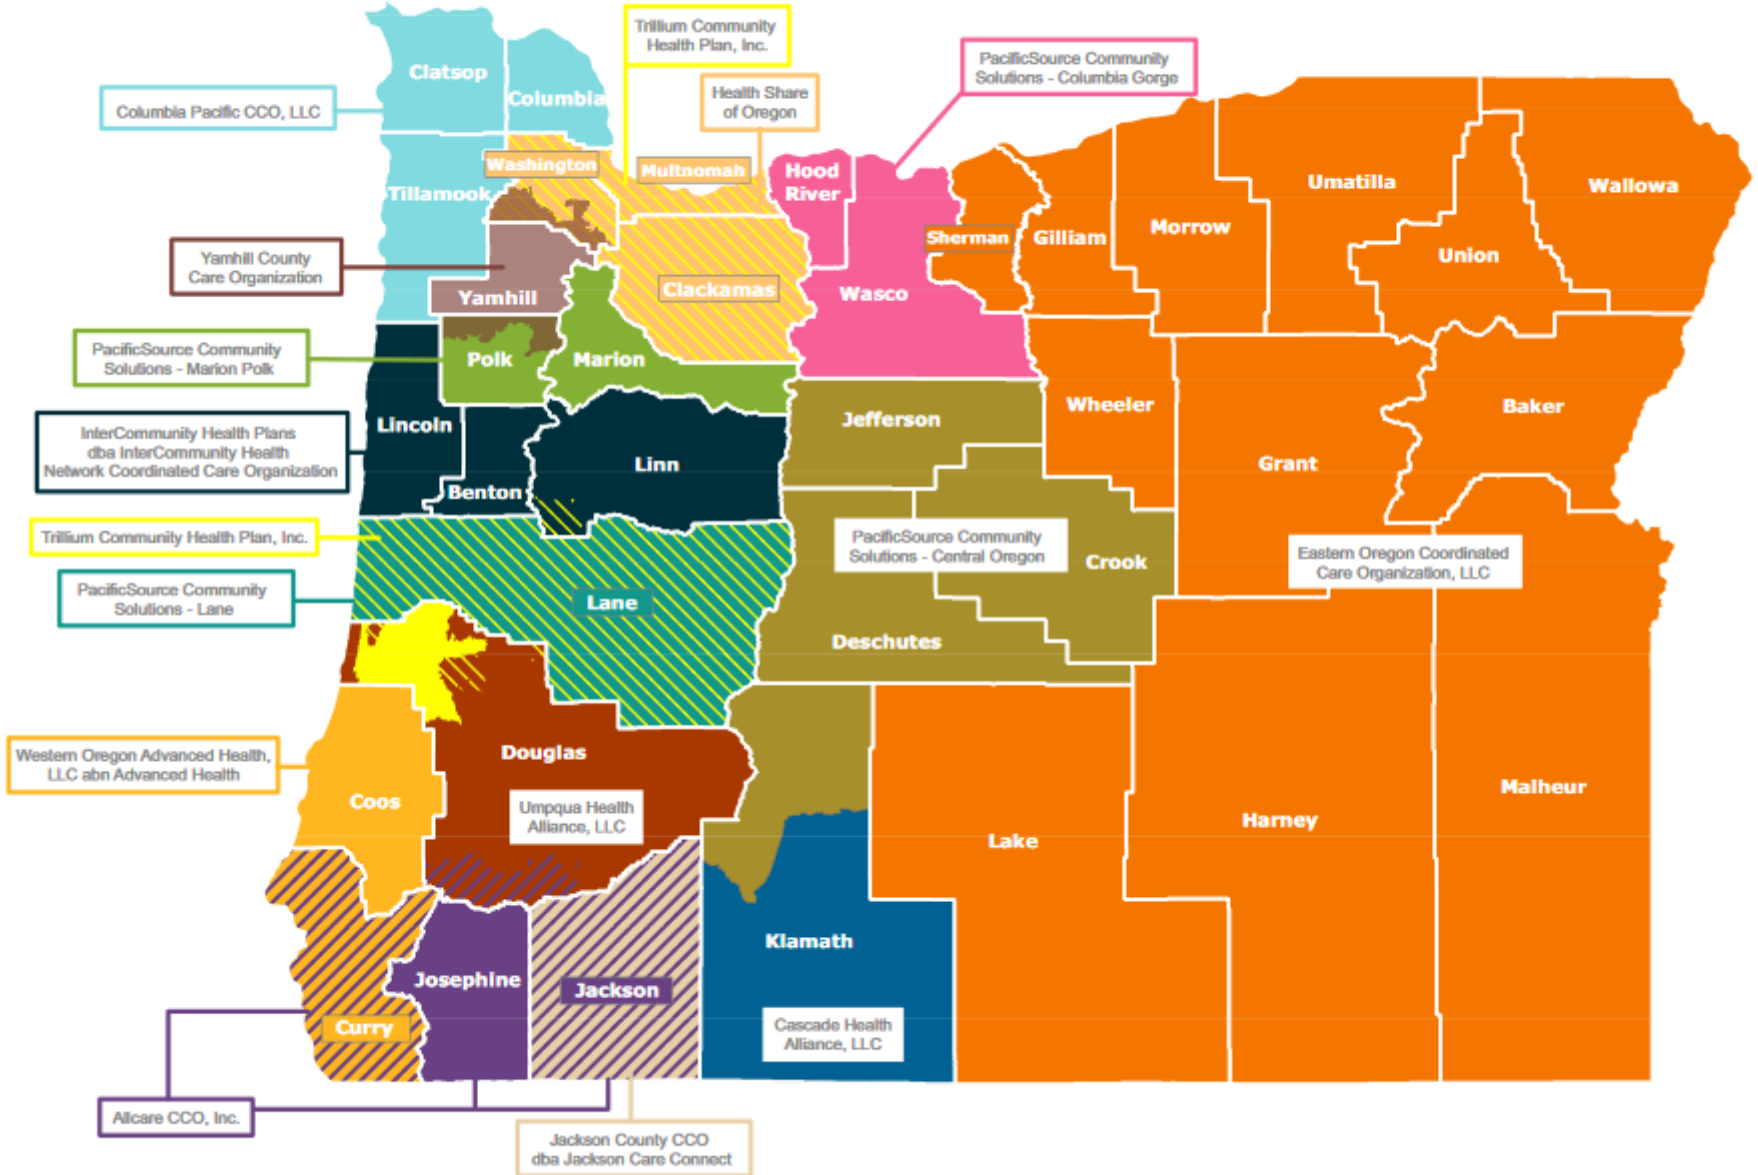 Trillium Community
Health Plan, Inc.
PacificSource Community
Solutions - Columbia Gorge
Clatsop
Columbia
Columbia Pacific CCO, LLC
Health Share
of Oregon
Washington
Multnomah
Hood
River
Tillamook
Umatilla
Wallowa
Sherman
Gilliam
Morrow
Union
Yamhill County
Care Organization
Yamhill
Clackamas
Wasco
PacificSource Community
Solutions - Marion Polk
Polk
Marion
Jefferson
Wheeler
Baker
Lincoln
InterCommunity Health Plans
dba InterCommunity Health
Network Coordinated Care Organization
Linn
Benton
Grant
Trillium Community Health Plan, Inc.
PacificSource Community
Solutions - Central Oregon
Crook
Eastern Oregon Coordinated
Care Organization, LLC
PacificSource Community
Solutions - Lane
Lane
Deschutes
Western Oregon Advanced Health,
LLC abn Advanced Health
Douglas
Coos
Umpqua Health
Alliance, LLC
Malheur
Harney
Lake
Klamath
Josephine
Jackson
Curry
Cascade Health
Alliance, LLC
Allcare CCO, Inc.
Jackson County CCO
dba Jackson Care Connect